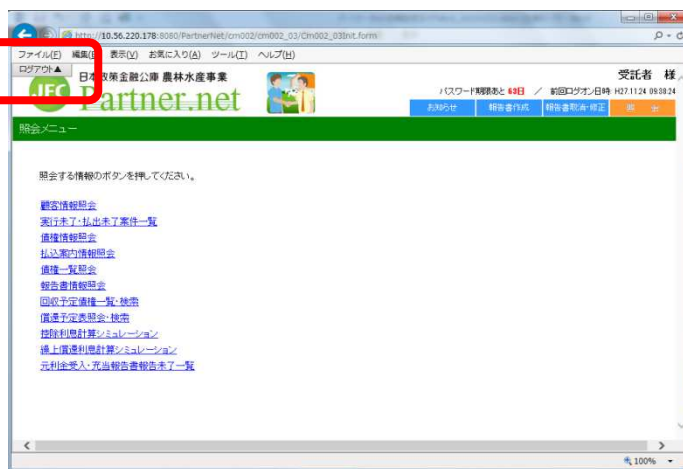 http://10.56.220.178:8080/PartnerNet/cm002/cm002_03/Cm002_03Init.form
ファイル(F) 編集(E) 表示(V) お気に入り(A) ツール(T) ヘルプ(H)
ログアウト▲
JFC 日本政策金融公庫 農林水産事業
Partner.net
受託者 様
パスワード期限あと 63日 / 前回ログオン日時 H27.11.24 09:38:24
お知らせ 報告書作成 報告書取消・修正 照 会
照会メニュー
照会する情報のボタンを押してください。
顧客情報照会
実行未了・払出未了案件一覧
債権情報照会
払込案内情報照会
債権一覧照会
報告書情報照会
回収予定債権一覧・検索
償還予定表照会・検索
控除利息計算シミュレーション
繰上償還利息計算シミュレーション
元利金受入・充当報告書報告未了一覧
100%